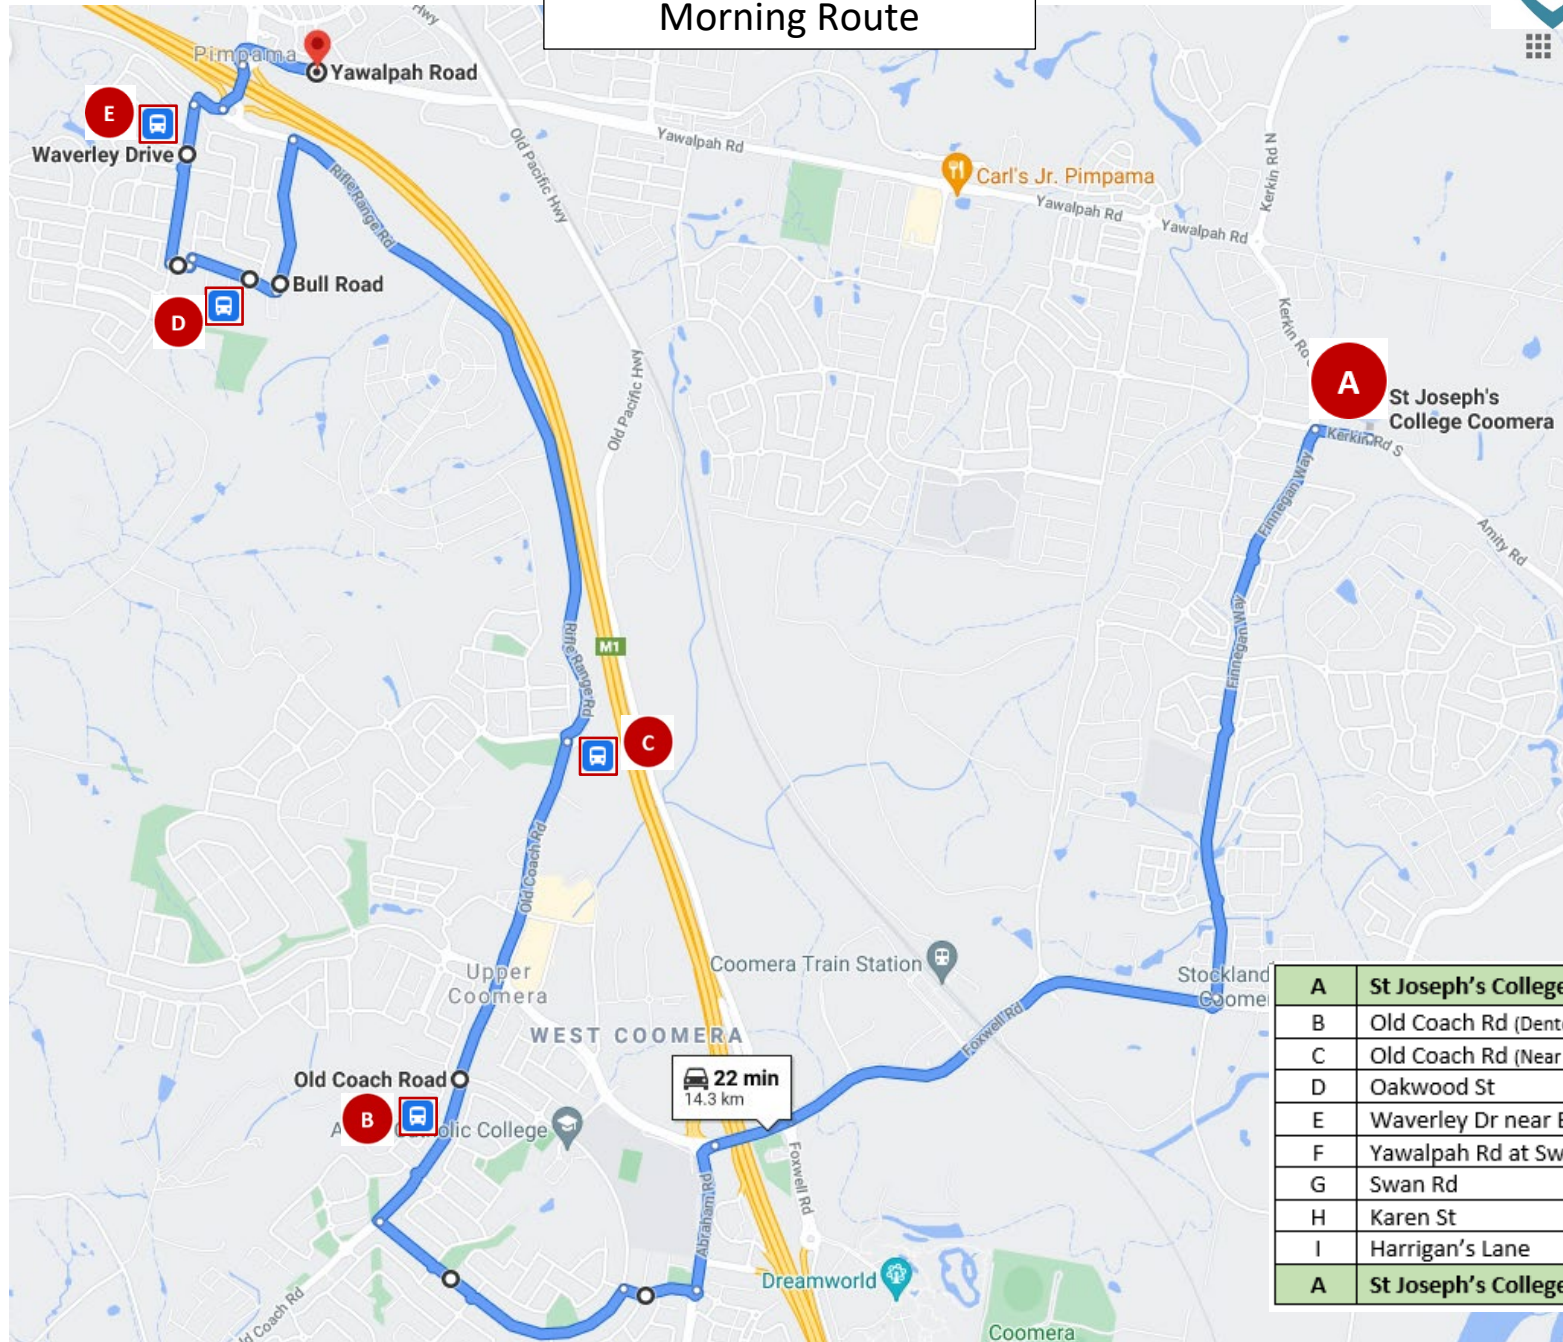 Morning Route
Hwy
Pimpama
Yawalpah Road
E
Waverley Drive
Rifle Range Rd
Old Pacific Hwy
Yawalpah Rd
Carl's Jr. Pimpama
Yawalpah Rd
Yawalpah Rd
Kerkin Rd N
Bull Road
D
Kerkin Rd
Old Pacific Hwy
A
St Joseph's
College Coomera
Kerkin Rd S
Finnegan Way
Amity Rd
Finnegan Way
M1
Rifle Range Rd
C
Old Coach Rd
Upper
Coomera
Coomera Train Station
Stockland
WEST COOMERA
Foxwell Rd
22 min
14.3 km
Old Coach Road
B
Catholic College
Foxwell Rd
Abraham Rd
Dreamworld
Old Coach Rd
Coomera
A St Joseph's College
B Old Coach Rd
C Old Coach Rd (Near
D Oakwood St
E Waverley Dr near
F Yawalpah Rd at
G Swan Rd
H Karen St
I Harrigan's Lane
A St Joseph's College